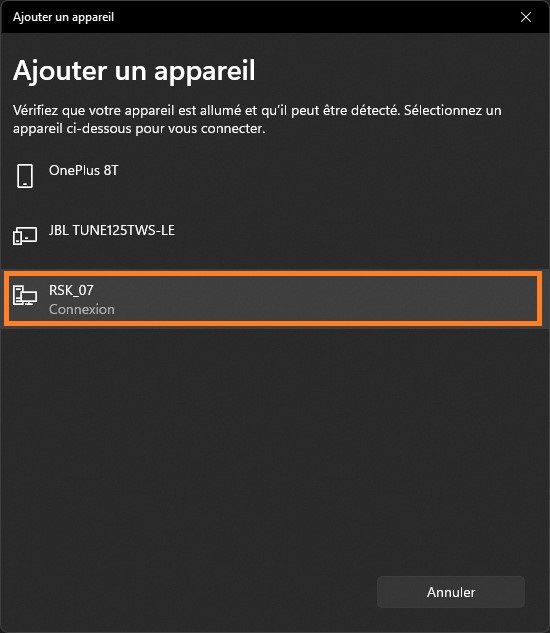 Ajouter un appareil
Ajouter un appareil
Vérifiez que votre appareil est allumé et qu'il peut être détecté. Sélectionnez un
appareil ci-dessous pour vous connecter.
OnePlus 8T
JBL TUNE125TWS-LE
RSK_07
Connexion
Annuler